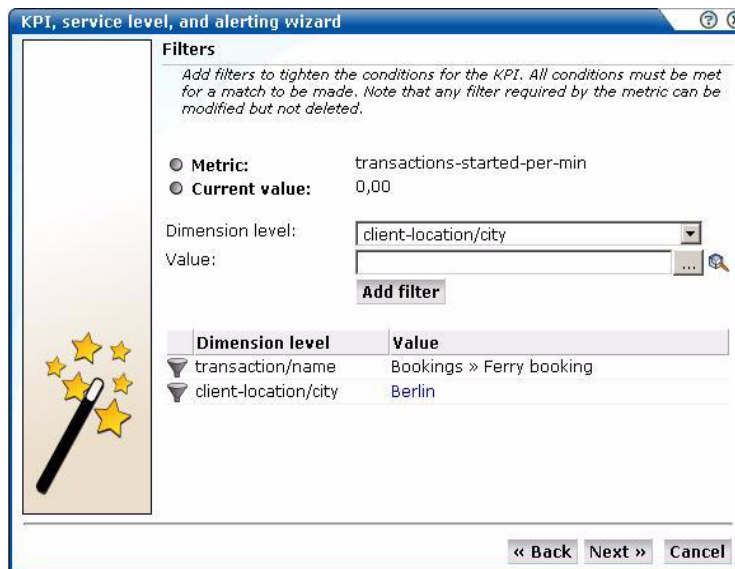 KPI, service level, and alerting wizard
Filters
Add filters to tighten the conditions for the KPI. All conditions must be met
for a match to be made. Note that any filter required by the metric can be
modified but not deleted.
Metric: transactions-started-per-min
Current value: 0,00
Dimension level: client-location/city
Value: ...
Add filter
Dimension level Value
transaction/name Bookings » Ferry booking
client-location/city Berlin
« Back Next » Cancel